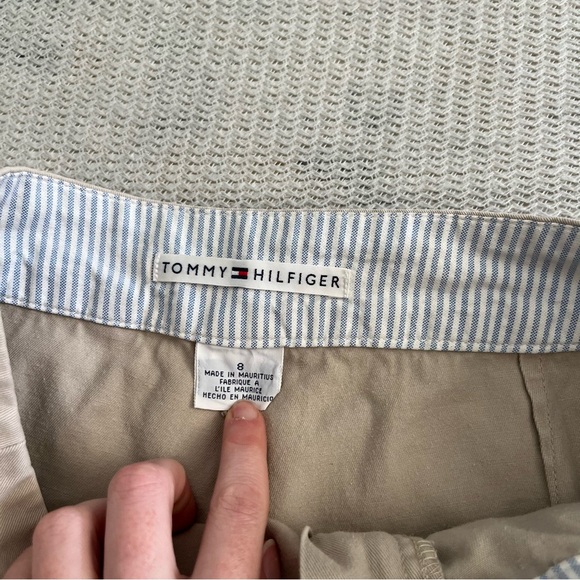 TOMMY HILFIGER
8
MADE IN MAURITIUS
FABRIQUE A
L'ILE MAURICE
HECHO EN MAURICIO